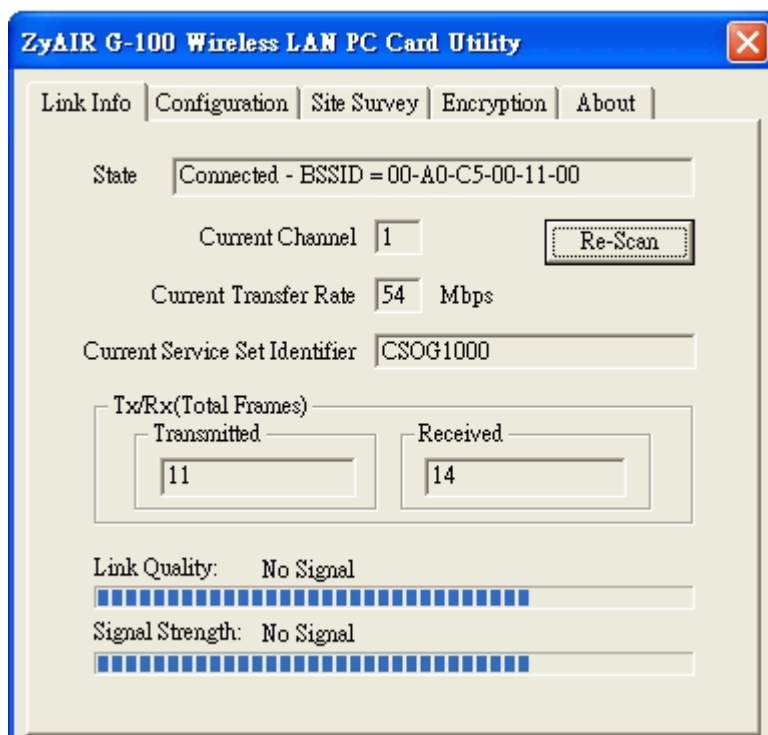 ZyAIR G-100 Wireless LAN PC Card Utility
Link Info Configuration Site Survey Encryption About
State Connected - BSSID = 00-A0-C5-00-11-00
Current Channel 1 Re-Scan
Current Transfer Rate 54 Mbps
Current Service Set Identifier CSOG1000
Tx/Rx(Total Frames)
Transmitted Received
11 14
Link Quality: No Signal
Signal Strength: No Signal